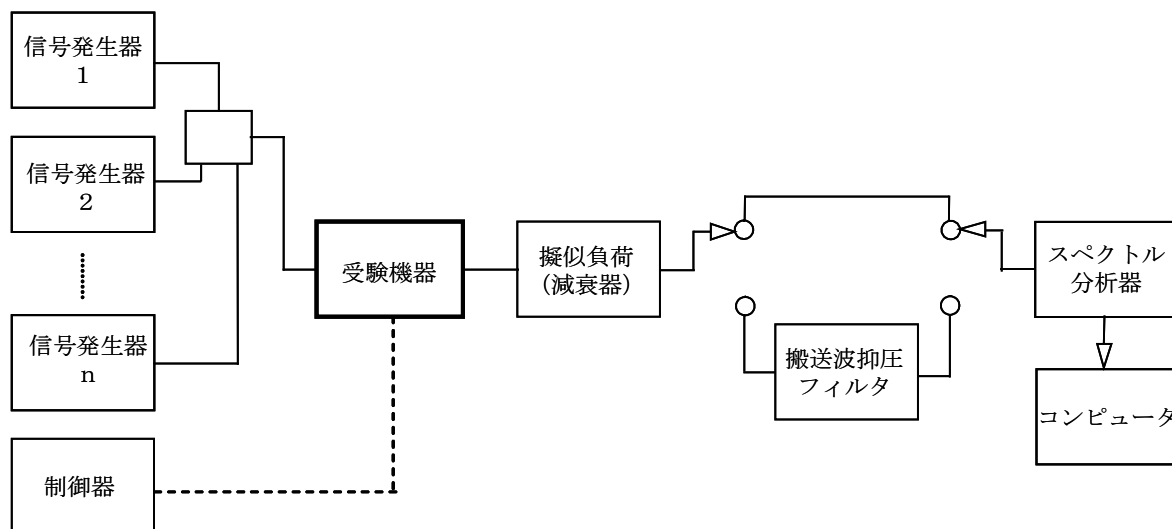 信号発生器
1
信号発生器
2
信号発生器
n
制御器
受験機器
擬似負荷
(減衰器)
搬送波抑圧
フィルタ
スペクトル
分析器
コンピュータ